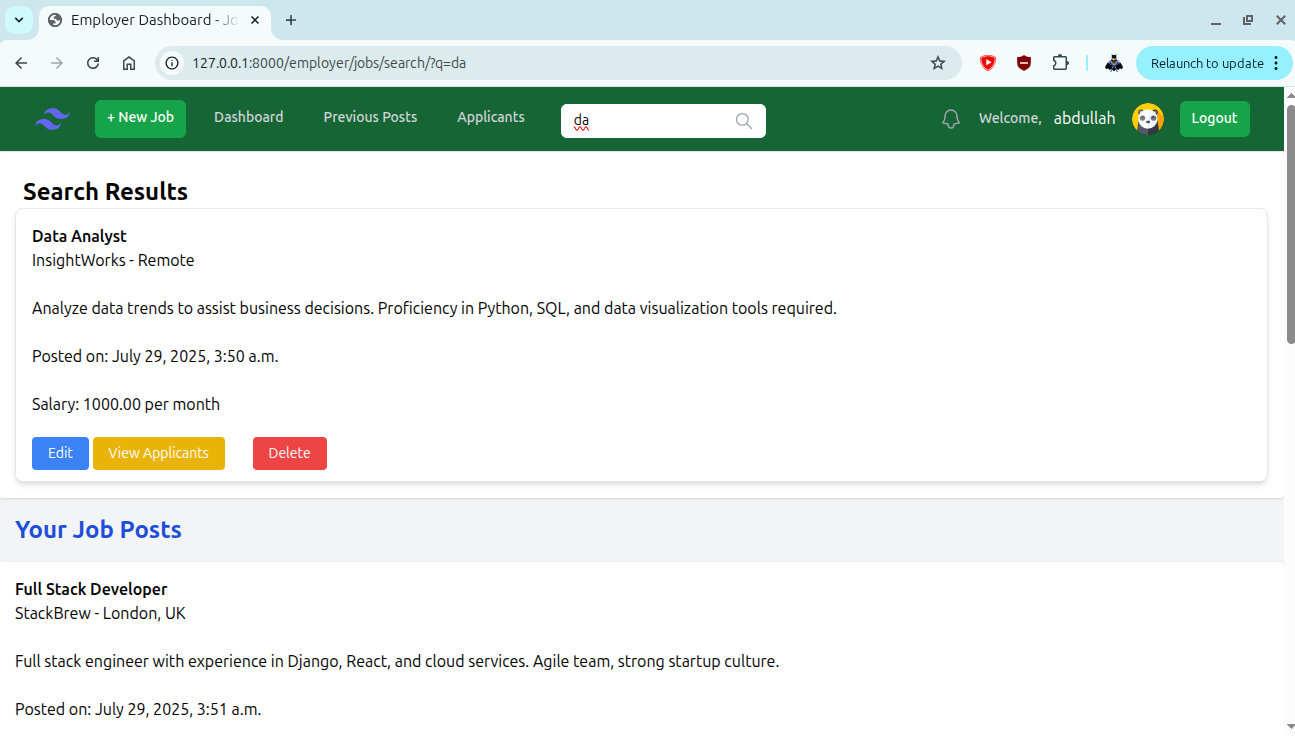 Employer Dashboard - Jo
127.0.0.1:8000/employer/jobs/search/?q=da
Relaunch to update
+ New Job
Dashboard
Previous Posts
Applicants
da
Welcome,
abdullah
Logout
Search Results
Data Analyst
InsightWorks - Remote
Analyze data trends to assist business decisions. Proficiency in Python, SQL, and data visualization tools required.
Posted on: July 29, 2025, 3:50 a.m.
Salary: 1000.00 per month
Edit
View Applicants
Delete
Your Job Posts
Full Stack Developer
StackBrew - London, UK
Full stack engineer with experience in Django, React, and cloud services. Agile team, strong startup culture.
Posted on: July 29, 2025, 3:51 a.m.